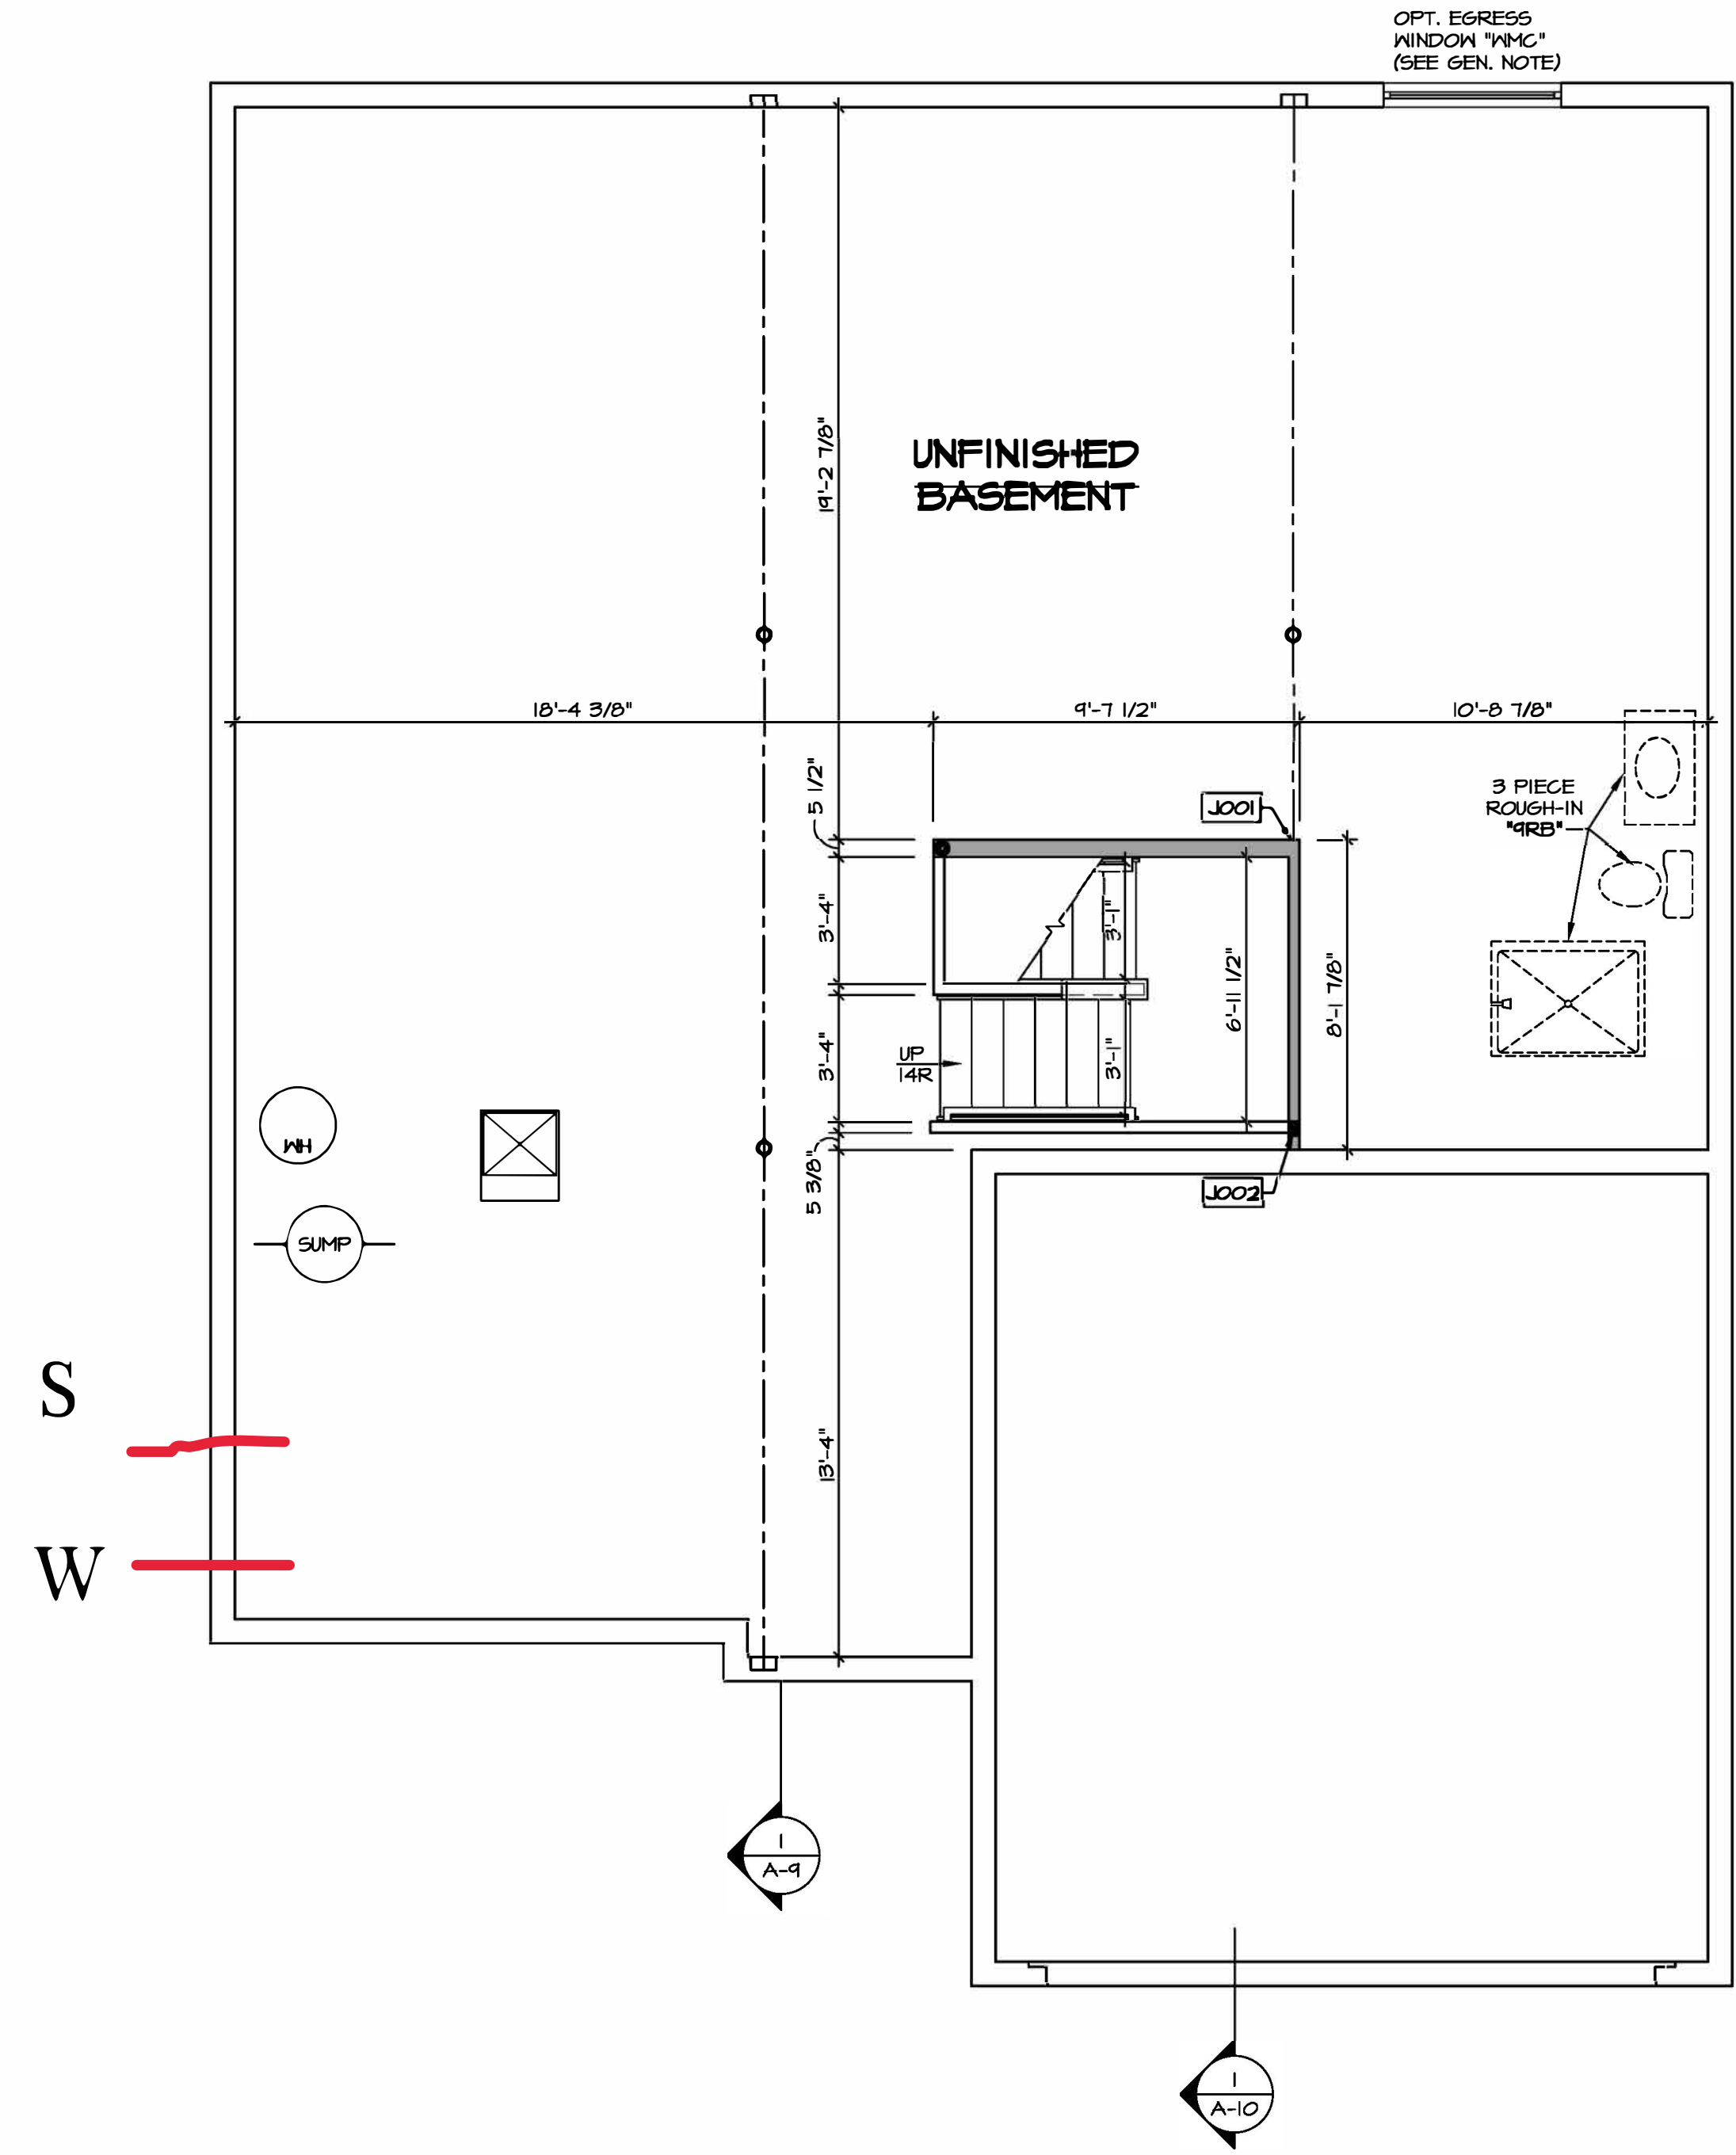 OPT. EGRESS
WINDOW "WMC"
(SEE GEN. NOTE)
19'-2 7/8"
UNFINISHED
BASEMENT
18'-4 3/8"
9'-7 1/2"
10'-8 7/8"
5 1/2"
J001
3 PIECE
ROUGH-IN
"9RB"
3'-4"
3'-1"
6'-11 1/2"
8'-1 7/8"
3'-4"
3'-1"
UP
14R
WH
5 3/8"
J002
SUMP
S
13'-4"
W
1
A-9
1
A-10